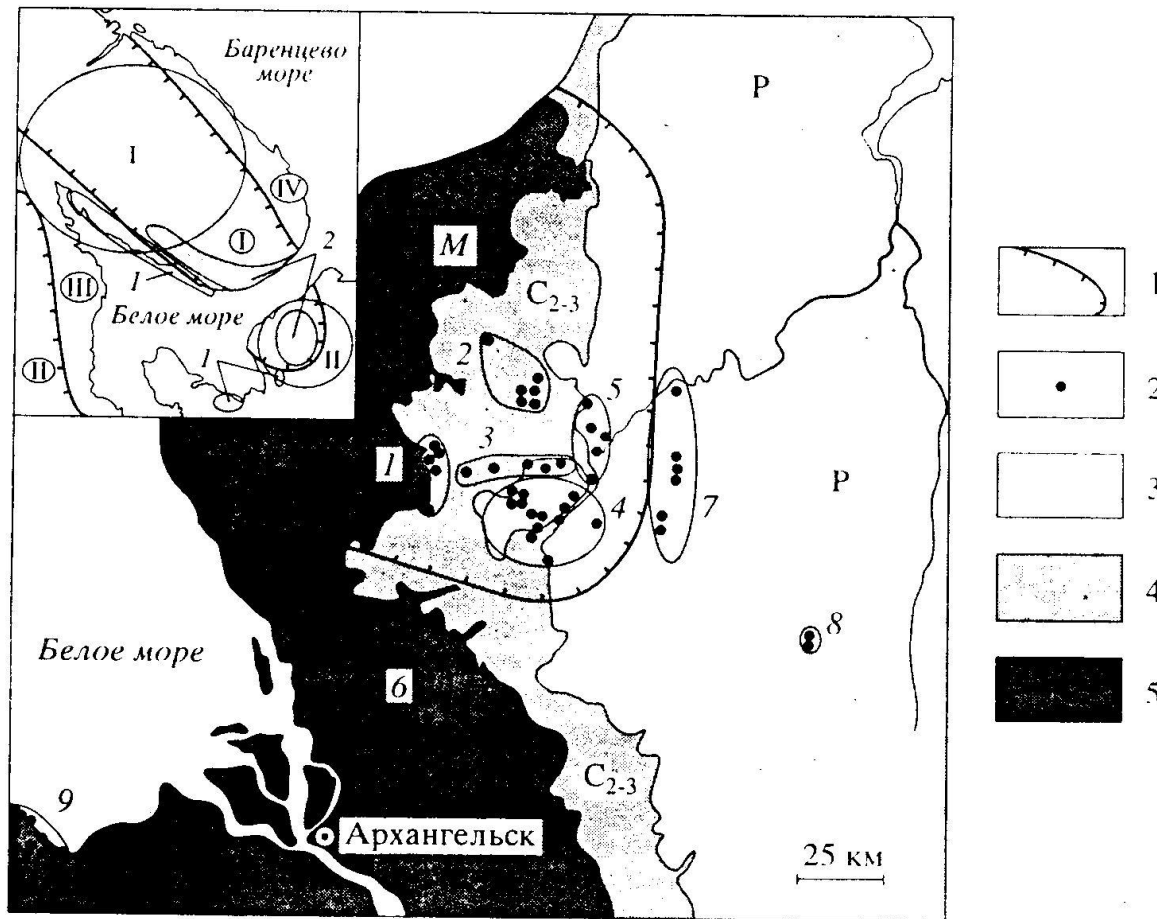 Баренцево
море
I
IV
I
2
III
1
Белое море
II
1
II
P
М
C2-3
2
5
3
1
4
7
P
8
Белое море
6
C2-3
9
Архангельск
25 км
1
2
3
4
5